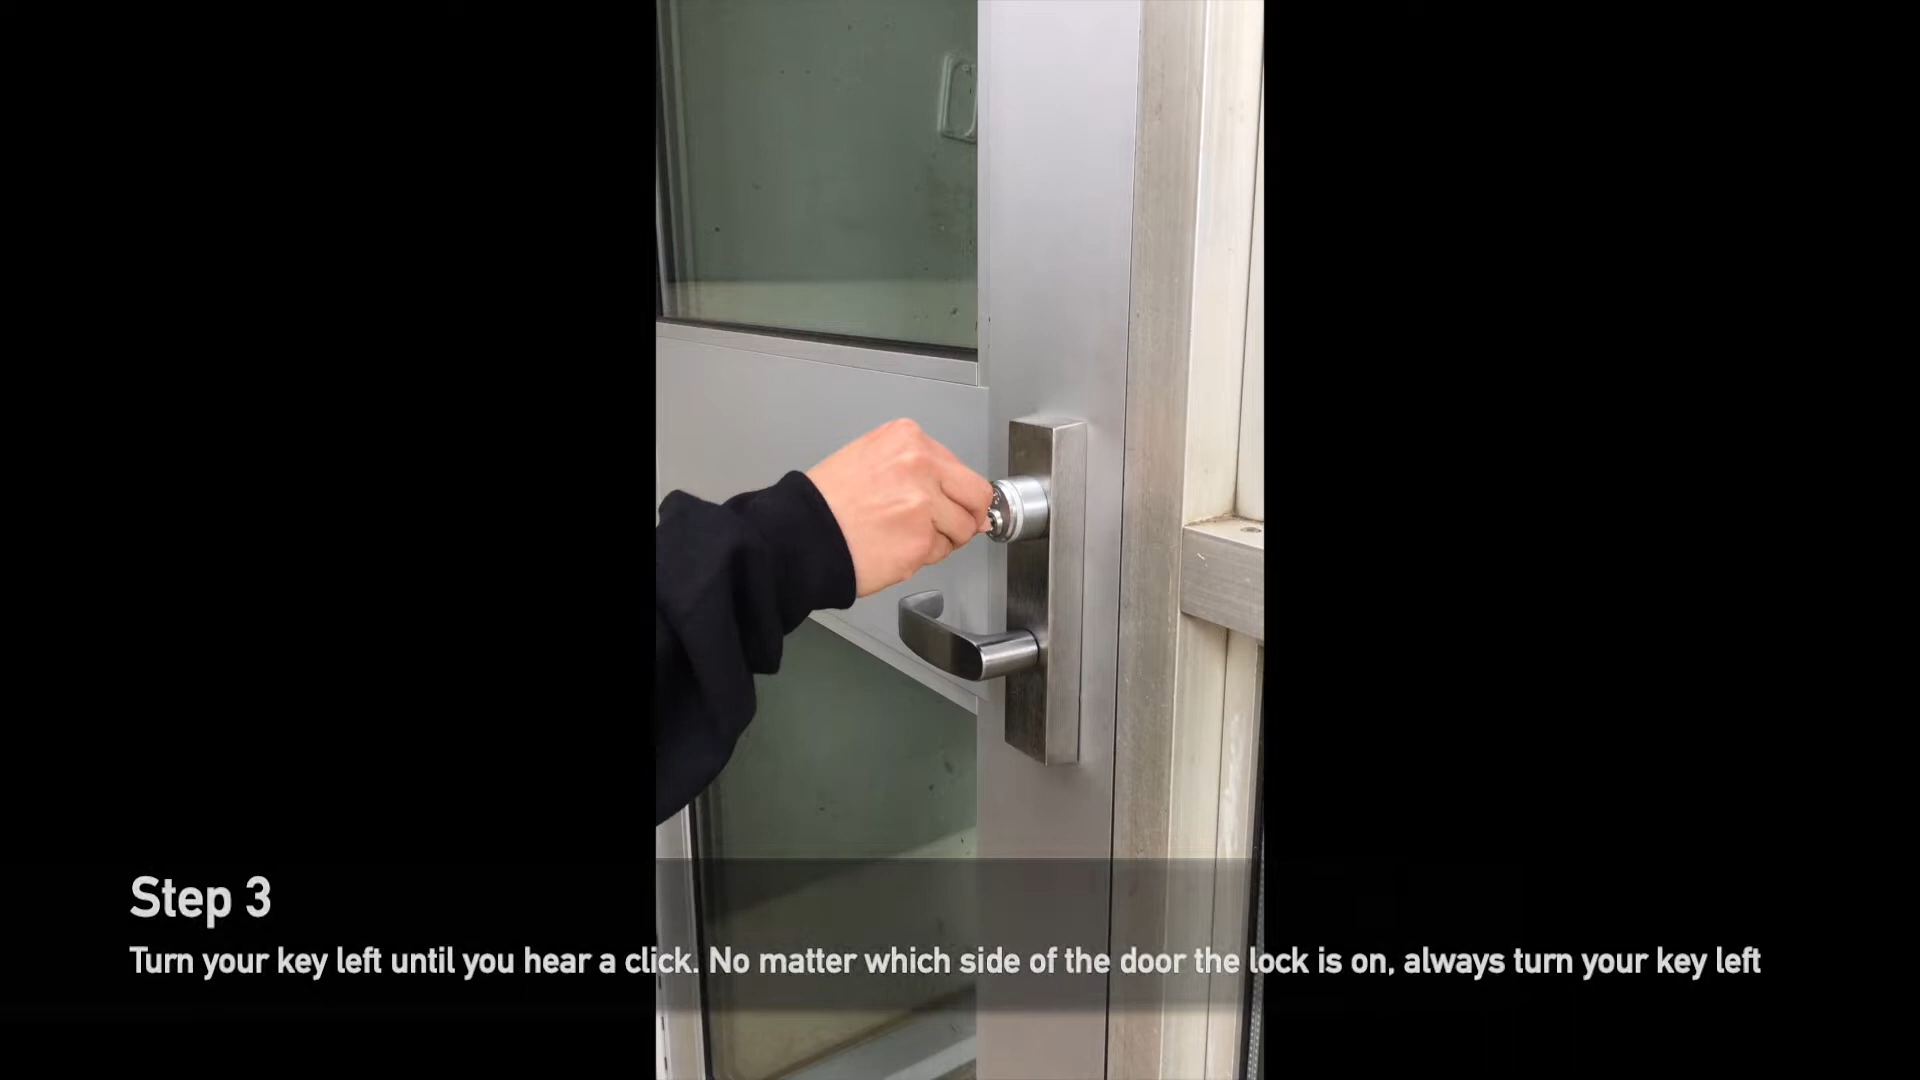 Step 3
Turn your key left until you hear a click. No matter which side of the door the lock is on, always turn your key left